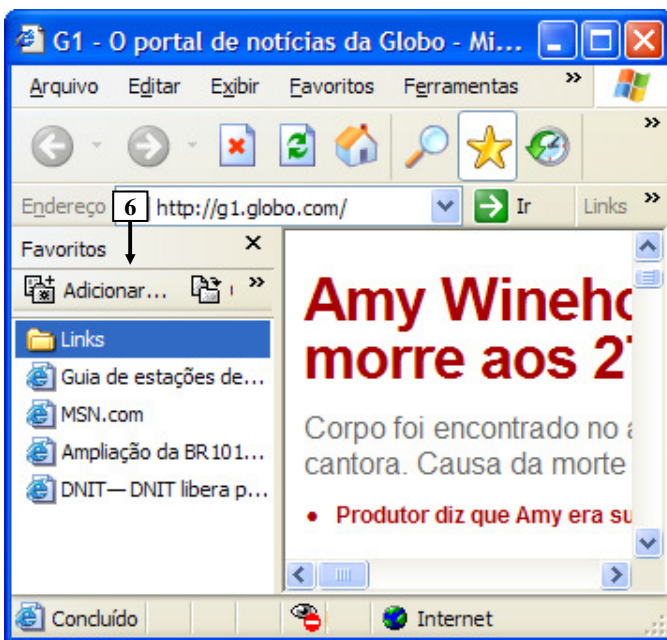 G1 - O portal de notícias da Globo - Mi...
Arquivo Editar Exibir Favoritos Ferramentas »
»
Endereço 6 http://g1.globo.com/ Ir Links »
Favoritos X
Adicionar... »
Links
Guia de estações de...
MSN.com
Ampliação da BR101...
DNIT— DNIT libera p...
Amy Wineho
morre aos 27
Corpo foi encontrado no a
cantora. Causa da morte
• Produtor diz que Amy era su
Concluído Internet